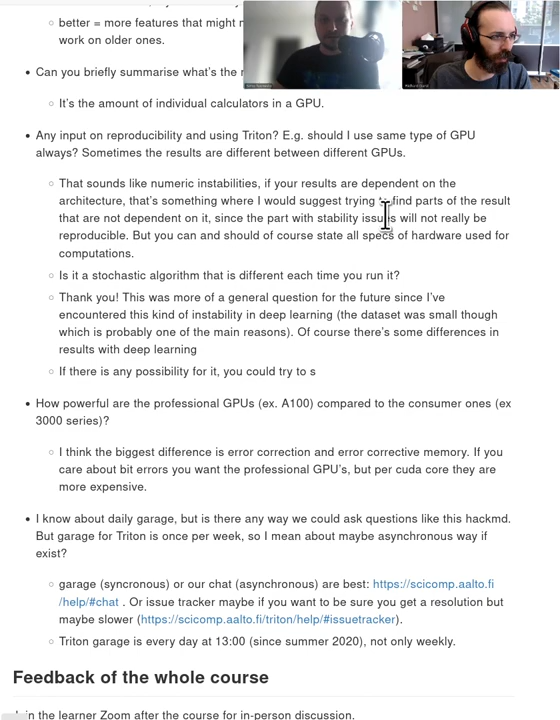 better = more features that might n
work on older ones.
Can you briefly summarise what's the
It's the amount of individual calculators in a GPU.
Any input on reproducibility and using Triton? E.g. should I use same type of GPU
always? Sometimes the results are different between different GPUs.
That sounds like numeric instabilities, if your results are dependent on the
architecture, that's something where I would suggest trying find parts of the result
that are not dependent on it, since the part with stability issues will not really be
reproducible. But you can and should of course state all specs of hardware used for
computations.
Is it a stochastic algorithm that is different each time you run it?
Thank you! This was more of a general question for the future since I've
encountered this kind of instability in deep learning (the dataset was small though
which is probably one of the main reasons). Of course there's some differences in
results with deep learning
If there is any possibility for it, you could try to s
How powerful are the professional GPUs (ex. A100) compared to the consumer ones (ex
3000 series)?
I think the biggest difference is error correction and error corrective memory. If you
care about bit errors you want the professional GPU's, but per cuda core they are
more expensive.
I know about daily garage, but is there any way we could ask questions like this hackmd.
But garage for Triton is once per week, so I mean about maybe asynchronous way if
exist?
garage (syncronous) or our chat (asynchronous) are best: https://scicomp.aalto.fi
/help/#chat . Or issue tracker maybe if you want to be sure you get a resolution but
maybe slower (https://scicomp.aalto.fi/triton/help/#issuetracker).
Triton garage is every day at 13:00 (since summer 2020), not only weekly.
Feedback of the whole course
Join the learner Zoom after the course for in-person discussion.